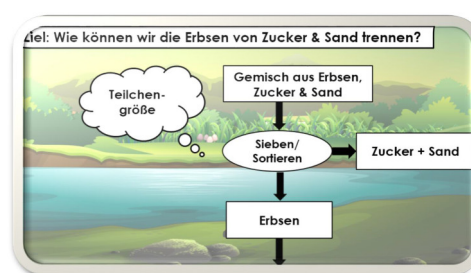 Ziel: Wie können wir die Erbsen von Zucker & Sand trennen?
Teilchen-
größe
Gemisch aus Erbsen,
Zucker & Sand
Sieben/
Sortieren
Zucker + Sand
Erbsen